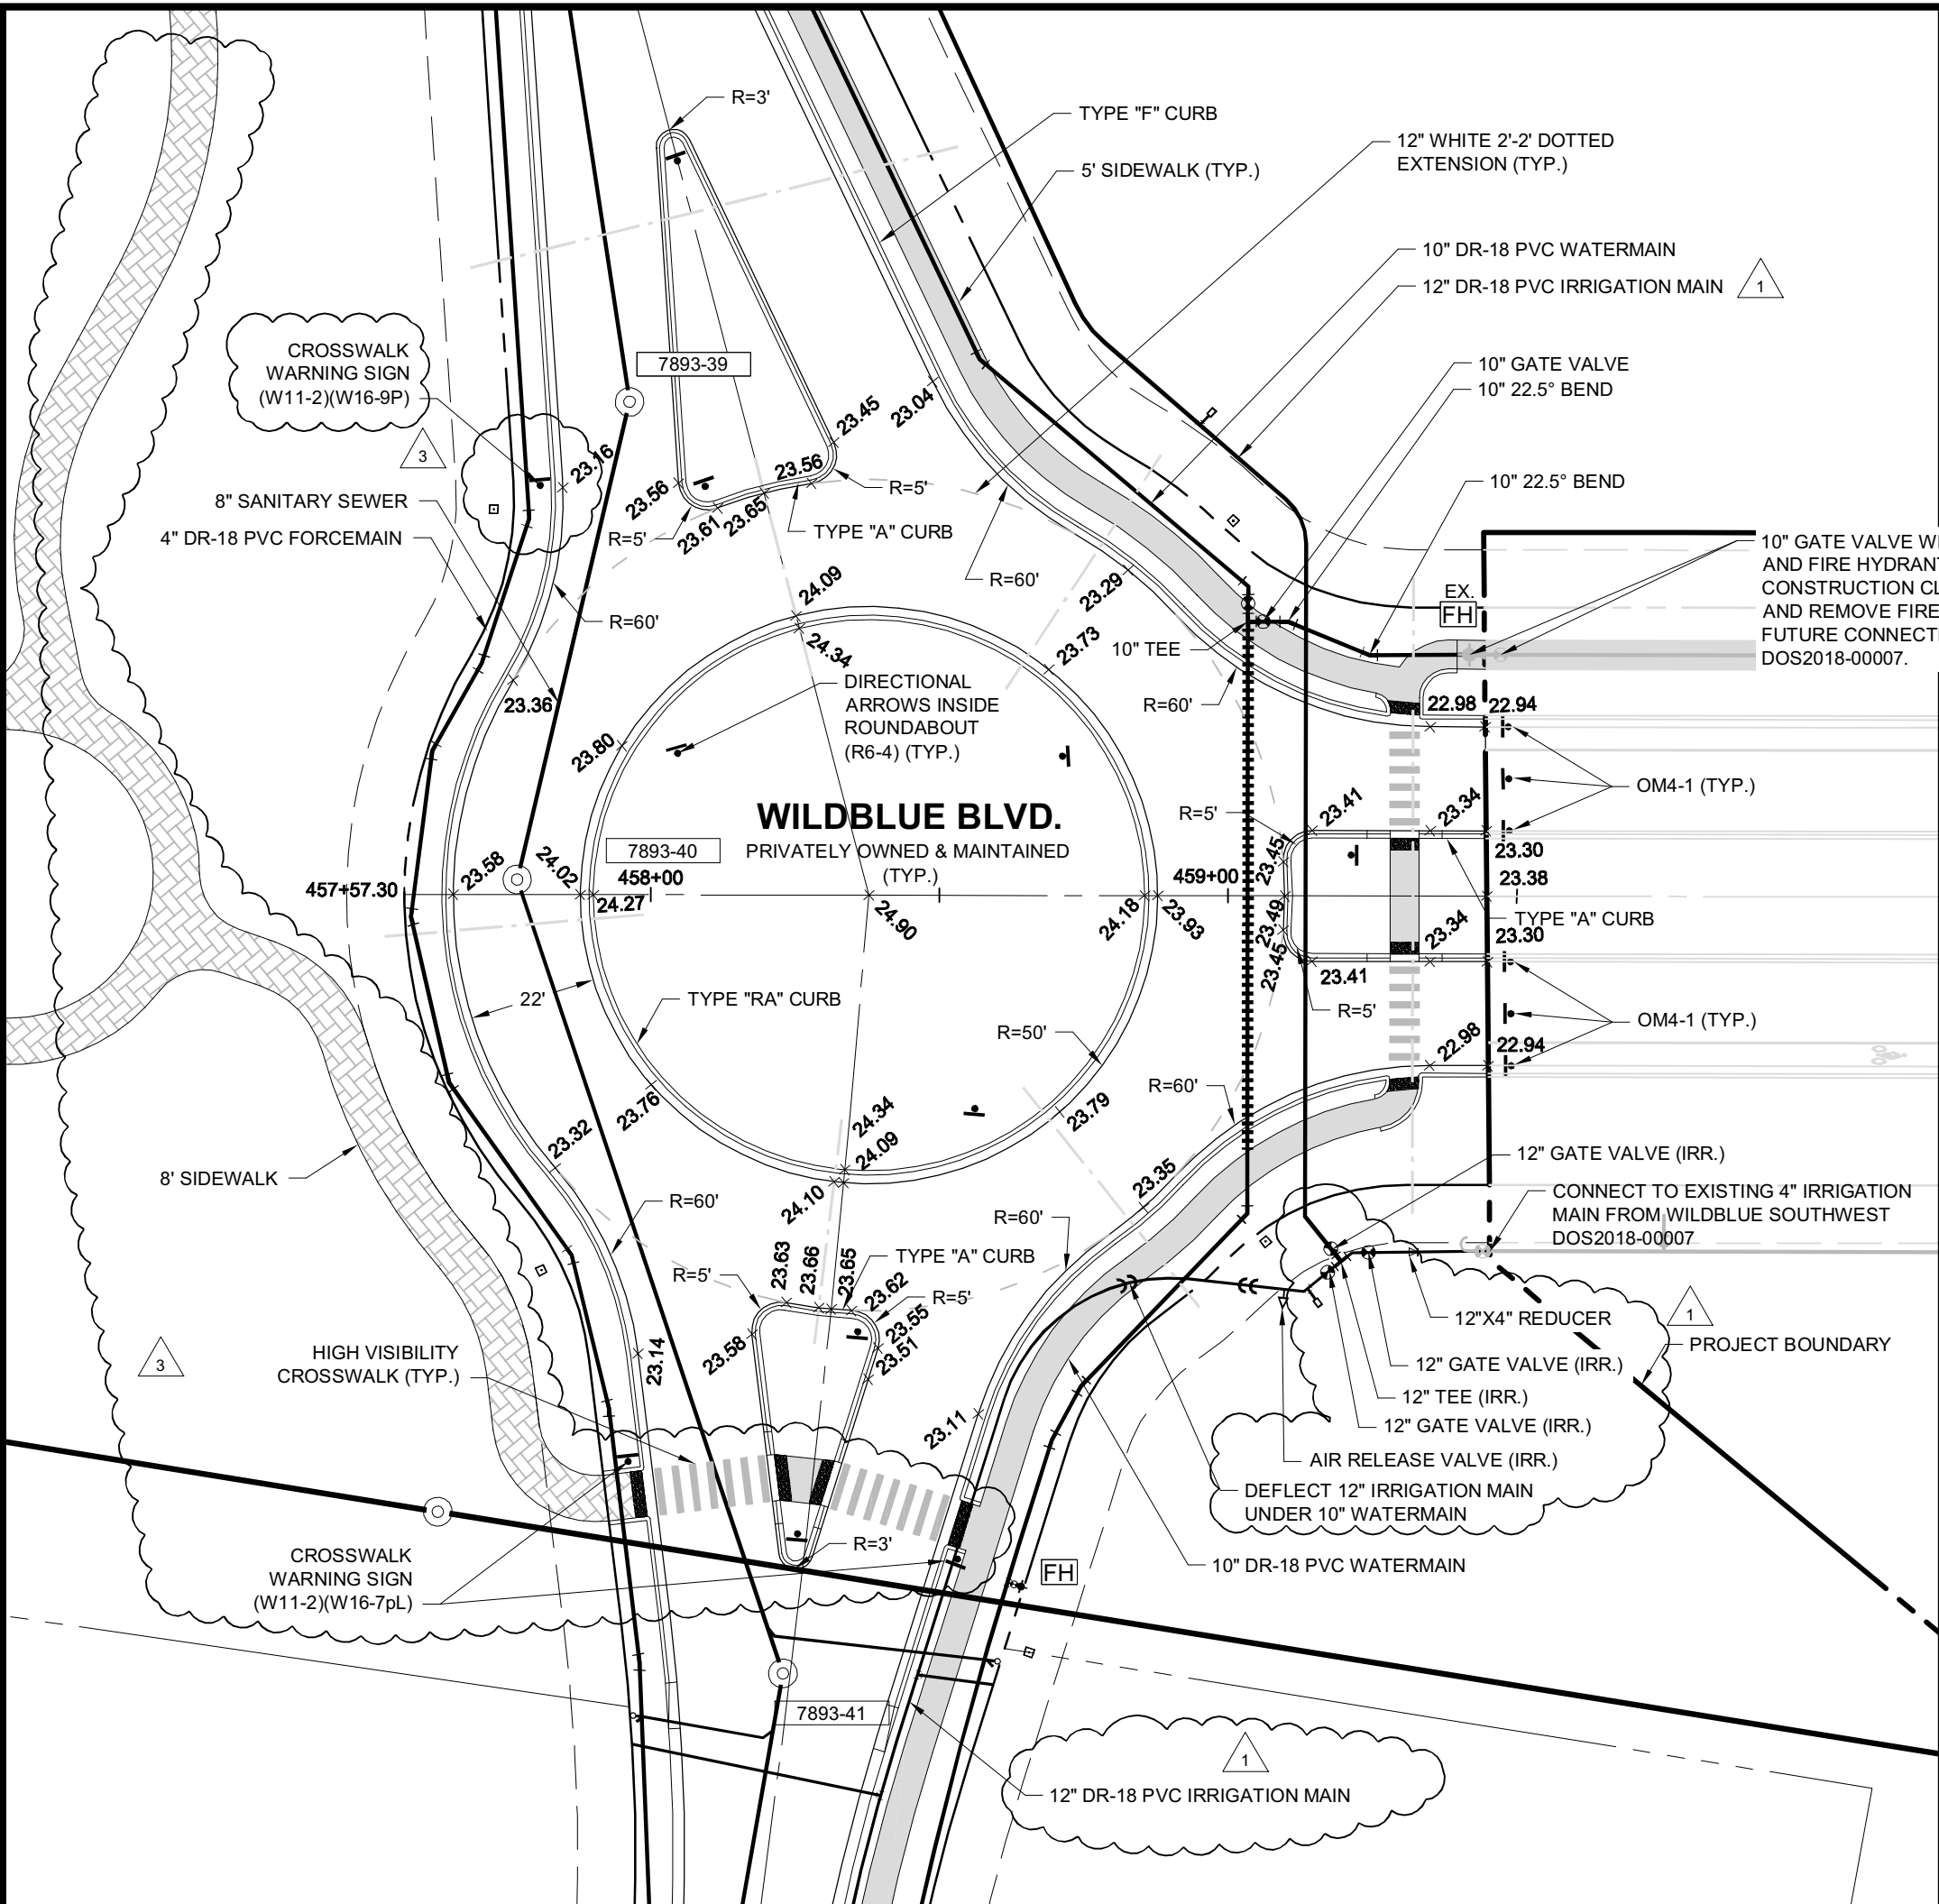 R=3'
TYPE "F" CURB
5' SIDEWALK (TYP.)
12" WHITE 2'-2' DOTTED
EXTENSION (TYP.)
10" DR-18 PVC WATERMAIN
12" DR-18 PVC IRRIGATION MAIN
1
CROSSWALK
WARNING SIGN
(W11-2)(W16-9P)
3
7893-39
10" GATE VALVE
10" 22.5° BEND
10" 22.5° BEND
8" SANITARY SEWER
4" DR-18 PVC FORCEMAIN
23.16
23.45
23.04
23.56
23.56
R=5'
R=5'
23.61
23.65
TYPE "A" CURB
10" GATE VALVE WI
AND FIRE HYDRANT
CONSTRUCTION CL
AND REMOVE FIRE
FUTURE CONNECTI
DOS2018-00007.
EX.
FH
R=60'
R=60'
24.09
24.34
23.29
23.73
10" TEE
R=60'
23.36
23.80
DIRECTIONAL
ARROWS INSIDE
ROUNDABOUT
(R6-4) (TYP.)
22.98
22.94
OM4-1 (TYP.)
WILDBLUE BLVD.
PRIVATELY OWNED & MAINTAINED
(TYP.)
7893-40
R=5'
23.41
23.34
23.45
23.30
457+57.30
23.58
24.02
24.27
458+00
24.90
24.18
23.93
459+00
23.49
23.38
TYPE "A" CURB
23.34
23.30
23.45
23.41
R=5'
22'
TYPE "RA" CURB
R=50'
OM4-1 (TYP.)
22.98
22.94
R=60'
23.76
23.32
24.34
24.09
24.10
23.79
23.35
8' SIDEWALK
R=60'
R=60'
12" GATE VALVE (IRR.)
CONNECT TO EXISTING 4" IRRIGATION
MAIN FROM WILDBLUE SOUTHWEST
DOS2018-00007
R=5'
23.63
23.66
23.65
TYPE "A" CURB
23.62
R=5'
23.55
23.51
23.58
23.14
12"X4" REDUCER
1
PROJECT BOUNDARY
3
HIGH VISIBILITY
CROSSWALK (TYP.)
12" GATE VALVE (IRR.)
12" TEE (IRR.)
12" GATE VALVE (IRR.)
23.11
AIR RELEASE VALVE (IRR.)
DEFLECT 12" IRRIGATION MAIN
UNDER 10" WATERMAIN
R=3'
10" DR-18 PVC WATERMAIN
FH
CROSSWALK
WARNING SIGN
(W11-2)(W16-7pL)
7893-41
1
12" DR-18 PVC IRRIGATION MAIN